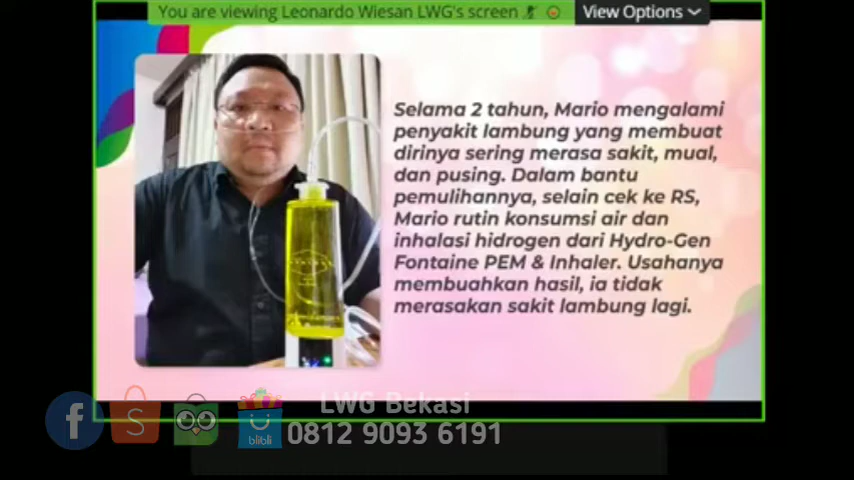 You are viewing Leonardo Wiesan LWG's screen
View Options
Selama 2 tahun, Mario mengalami
penyakit lambung yang membuat
dirinya sering merasa sakit, mual,
dan pusing. Dalam bantu
pemulihannya, selain cek ke RS,
Mario rutin konsumsi air dan
inhalasi hidrogen dari Hydro-Gen
Fontaine PEM & Inhaler. Usahanya
membuahkan hasil, ia tidak
merasakan sakit lambung lagi.
LWG Bekasi
blibli
0812 9093 6191